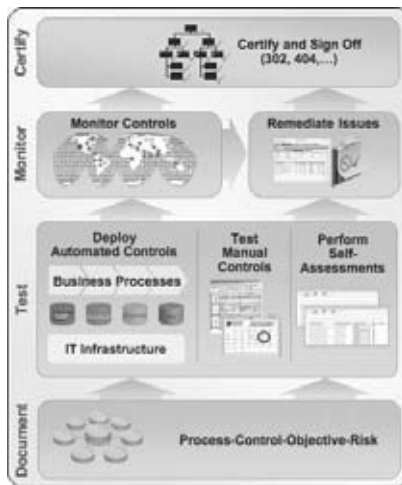 Certify
Certify and Sign Off
(302, 404,...)
Monitor
Monitor Controls
Remediate Issues
Test
Deploy
Automated Controls
Business Processes
IT Infrastructure
Test
Manual
Controls
Perform
Self-
Assessments
Document
Process-Control-Objective-Risk